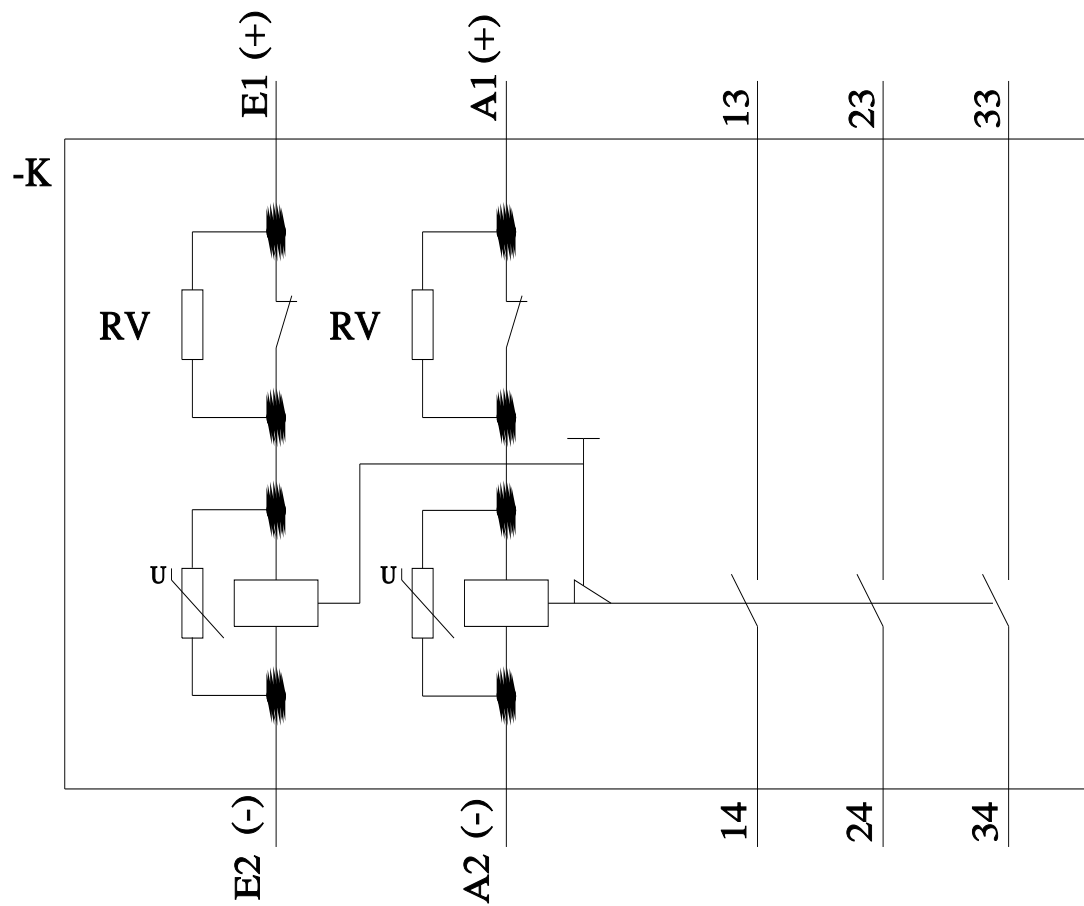 E1 (+)
A1 (+)
13
23
33
-K
RV
RV
U
U
E2 (-)
A2 (-)
14
24
34